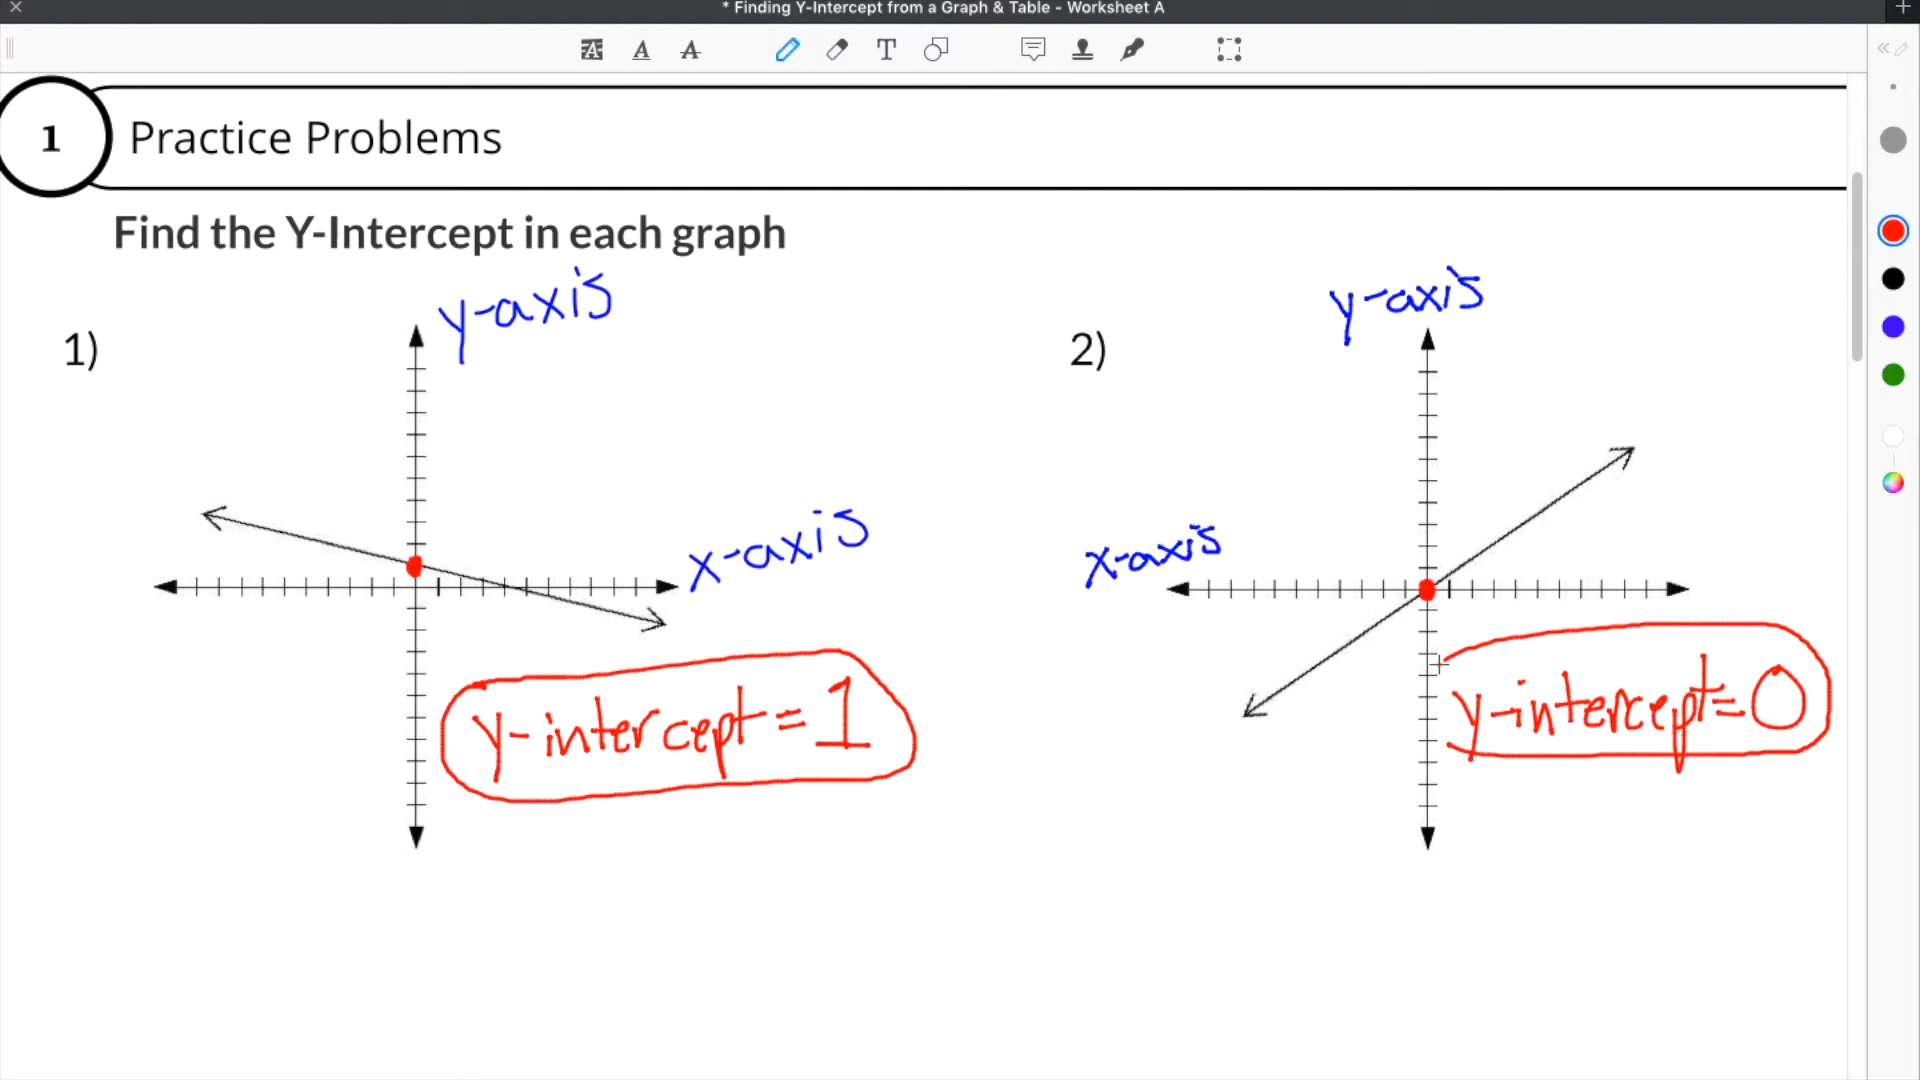 * Finding Y-Intercept from a Graph & Table - Worksheet A
A A A T
1 Practice Problems
Find the Y-Intercept in each graph
1)
y-axis
x-axis
y-intercept = 1
2)
y-axis
x-axis
y-intercept = 0